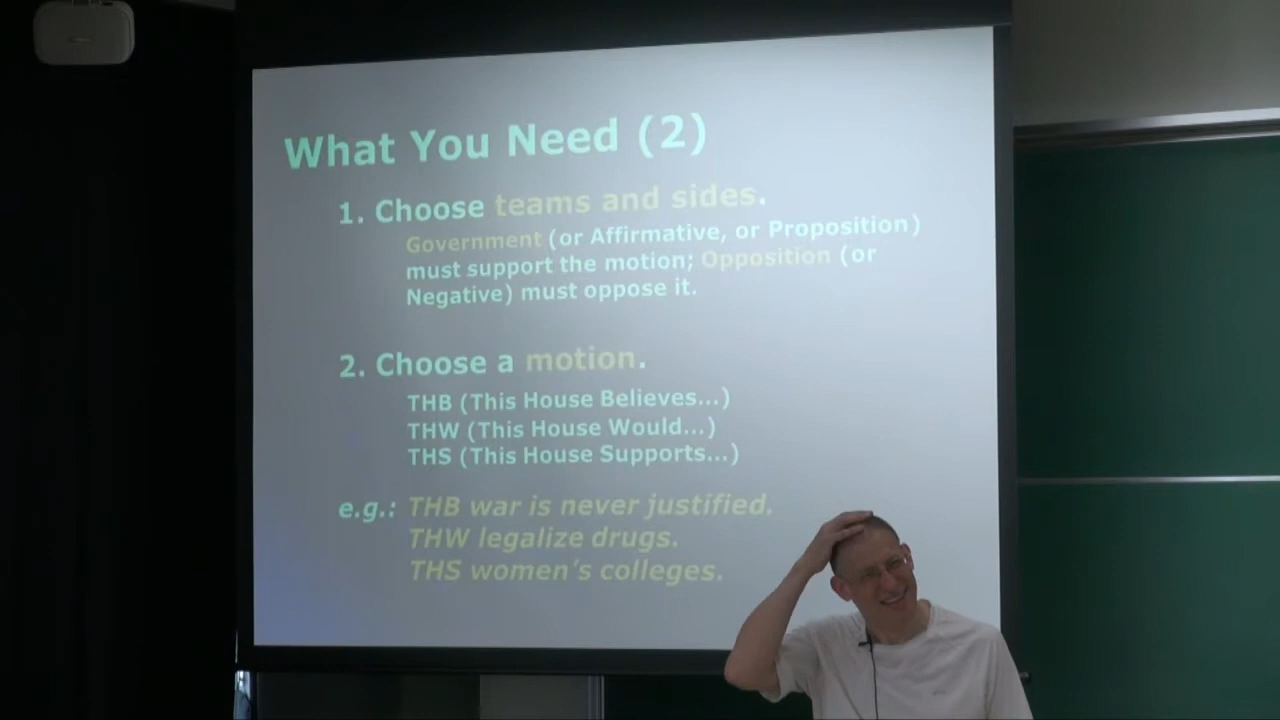 What You Need (2)
1. Choose teams and sides.
Government (or Affirmative, or Proposition)
must support the motion; Opposition (or
Negative) must oppose it.
2. Choose a motion.
THB (This House Believes...)
THW (This House Would...)
THS (This House Supports...)
e.g.: THB war is never justified.
THW legalize drugs.
THS women's colleges.